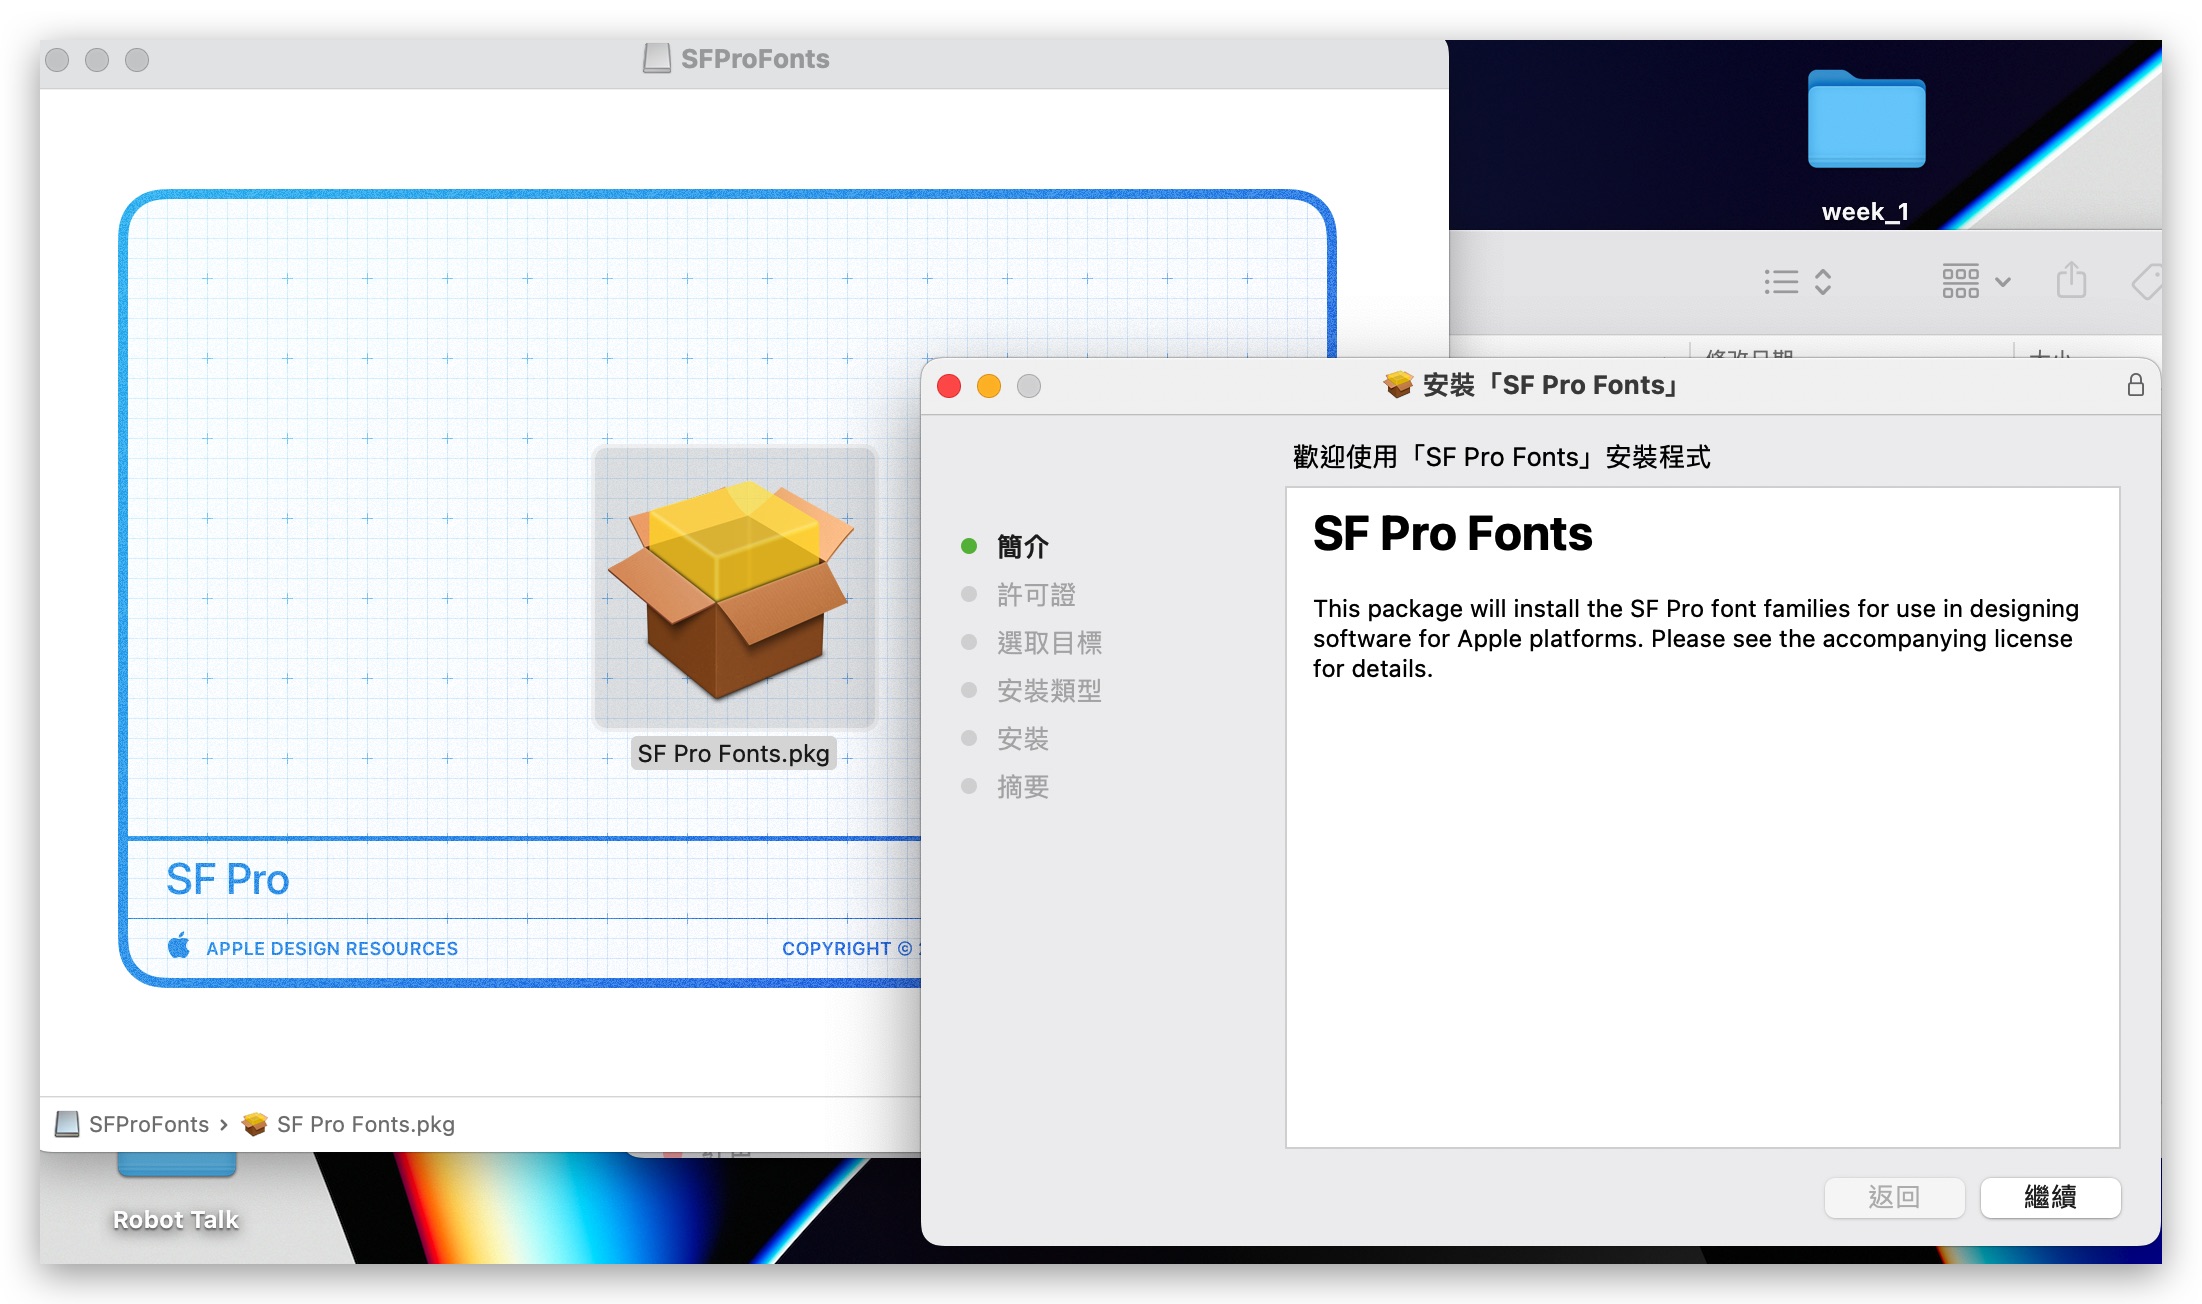 SFProFonts
week_1
修改日期
大小
安裝「SF Pro Fonts」
歡迎使用「SF Pro Fonts」安裝程式
簡介
許可證
選取目標
安裝類型
安裝
摘要
SF Pro Fonts
This package will install the SF Pro font families for use in designing
software for Apple platforms. Please see the accompanying license
for details.
SF Pro Fonts.pkg
SF Pro
APPLE DESIGN RESOURCES
COPYRIGHT ©
SFProFonts › SF Pro Fonts.pkg
Robot Talk
返回
繼續